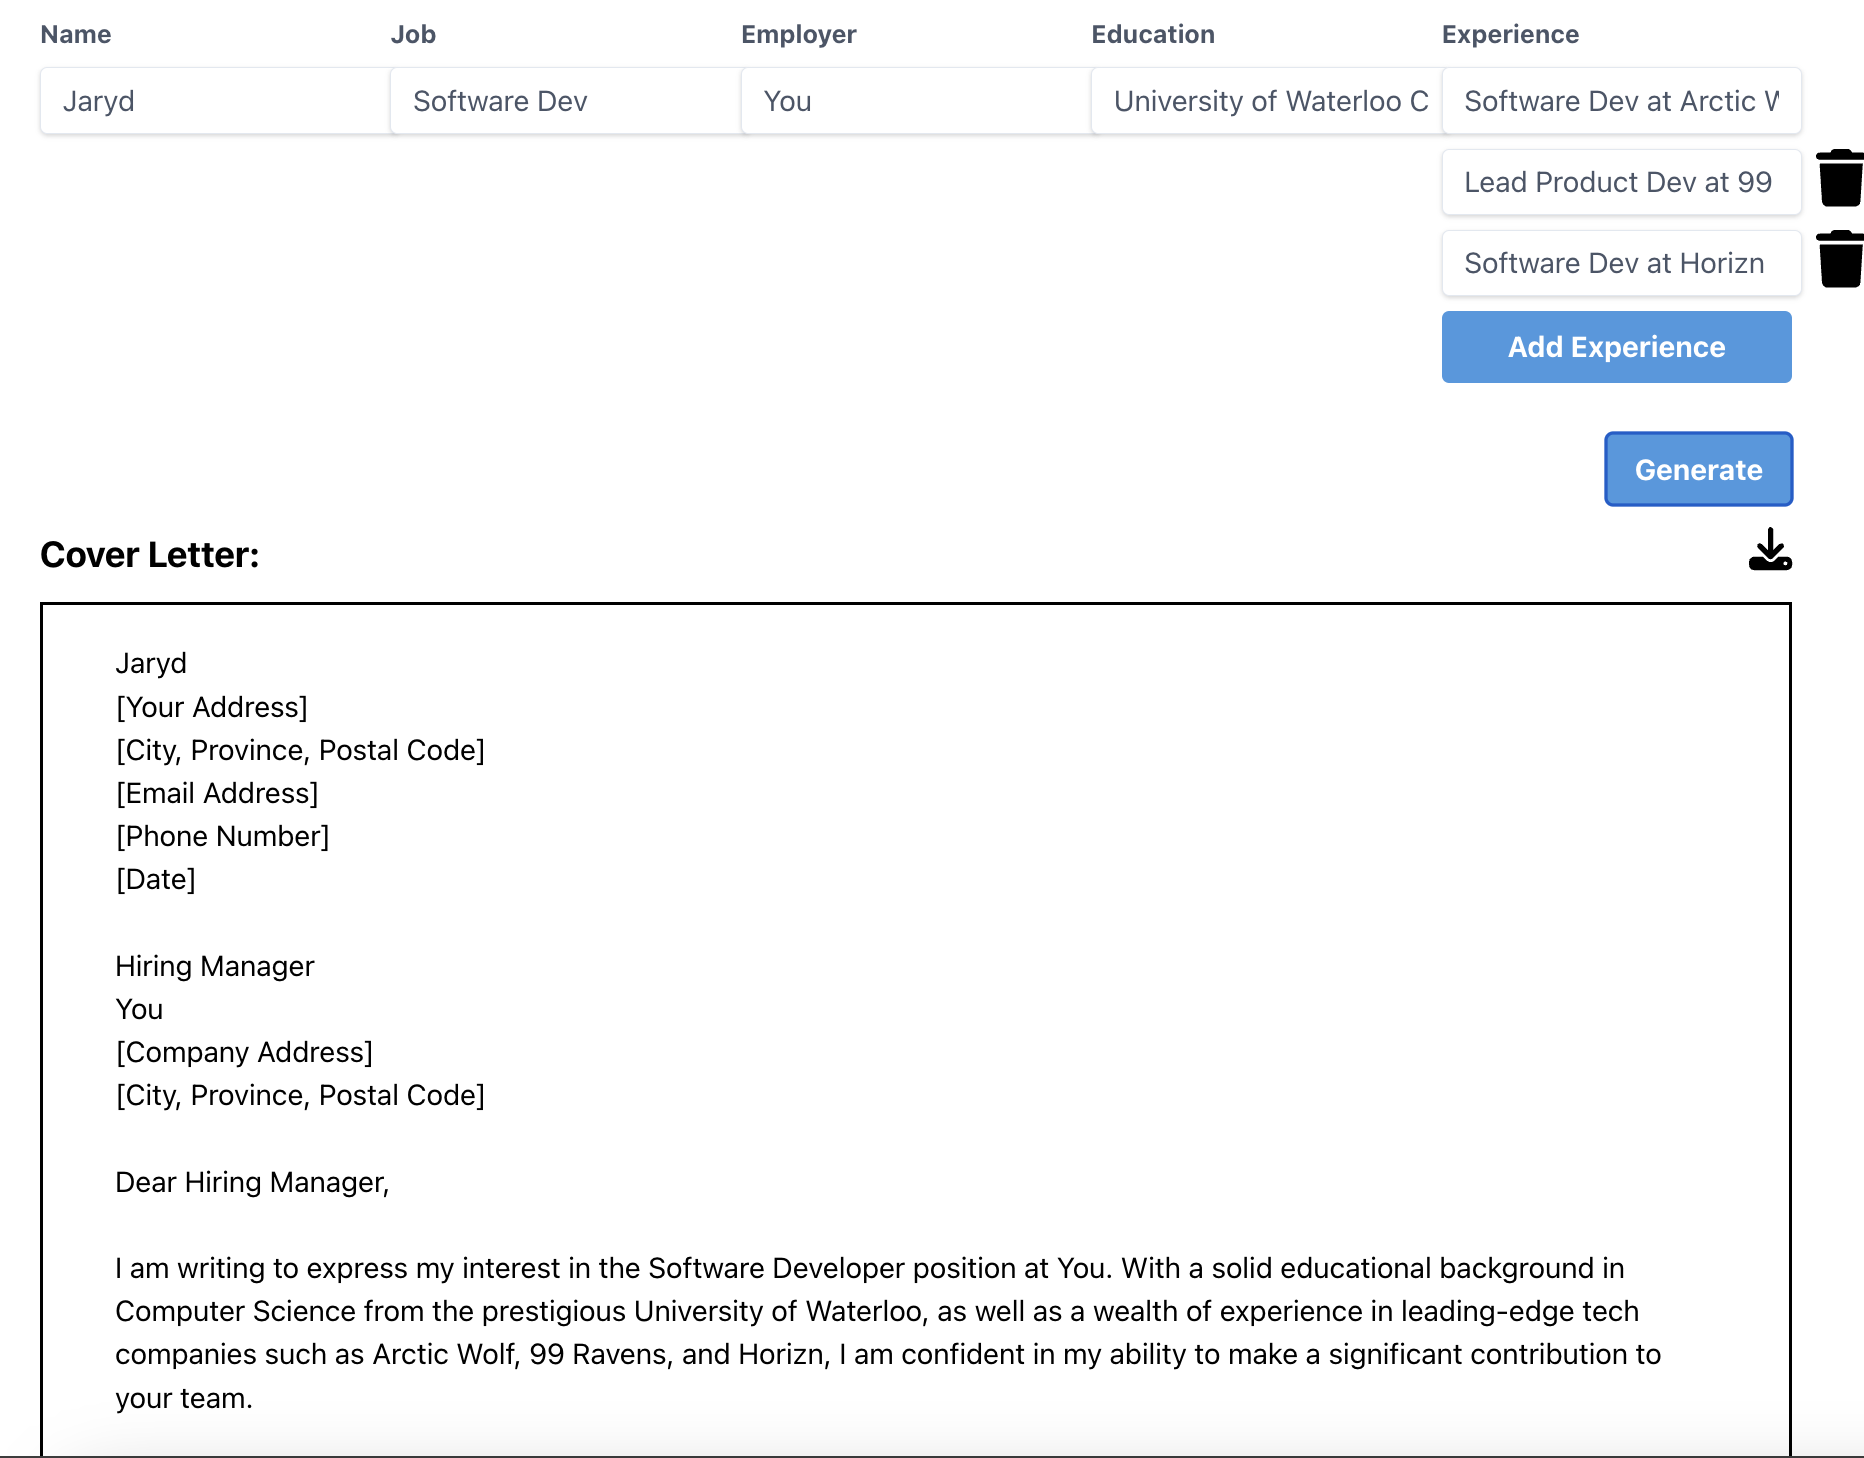 Name Job Employer Education Experience
Jaryd Software Dev You University of Waterloo C Software Dev at Arctic
Lead Product Dev at 99
Software Dev at Horizn
Add Experience
Generate
Cover Letter:
Jaryd
[Your Address]
[City, Province, Postal Code]
[Email Address]
[Phone Number]
[Date]
Hiring Manager
You
[Company Address]
[City, Province, Postal Code]
Dear Hiring Manager,
I am writing to express my interest in the Software Developer position at You. With a solid educational background in
Computer Science from the prestigious University of Waterloo, as well as a wealth of experience in leading-edge tech
companies such as Arctic Wolf, 99 Ravens, and Horizn, I am confident in my ability to make a significant contribution to
your team.